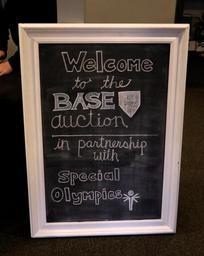 Welcome
to the
BASE
auction
in partnership
with
Special
Olympics